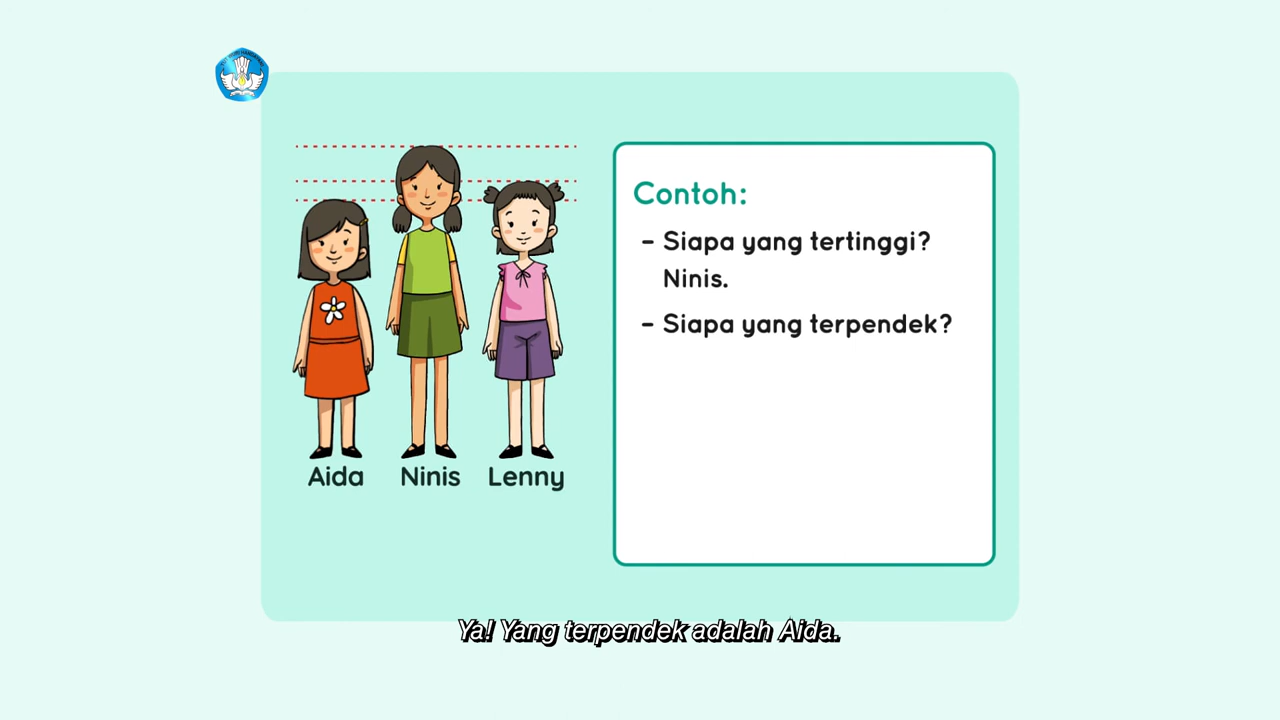 Contoh:
- Siapa yang tertinggi?
Ninis.
- Siapa yang terpendek?
Aida
Ninis
Lenny
Ya! Yang terpendek adalah Aida.